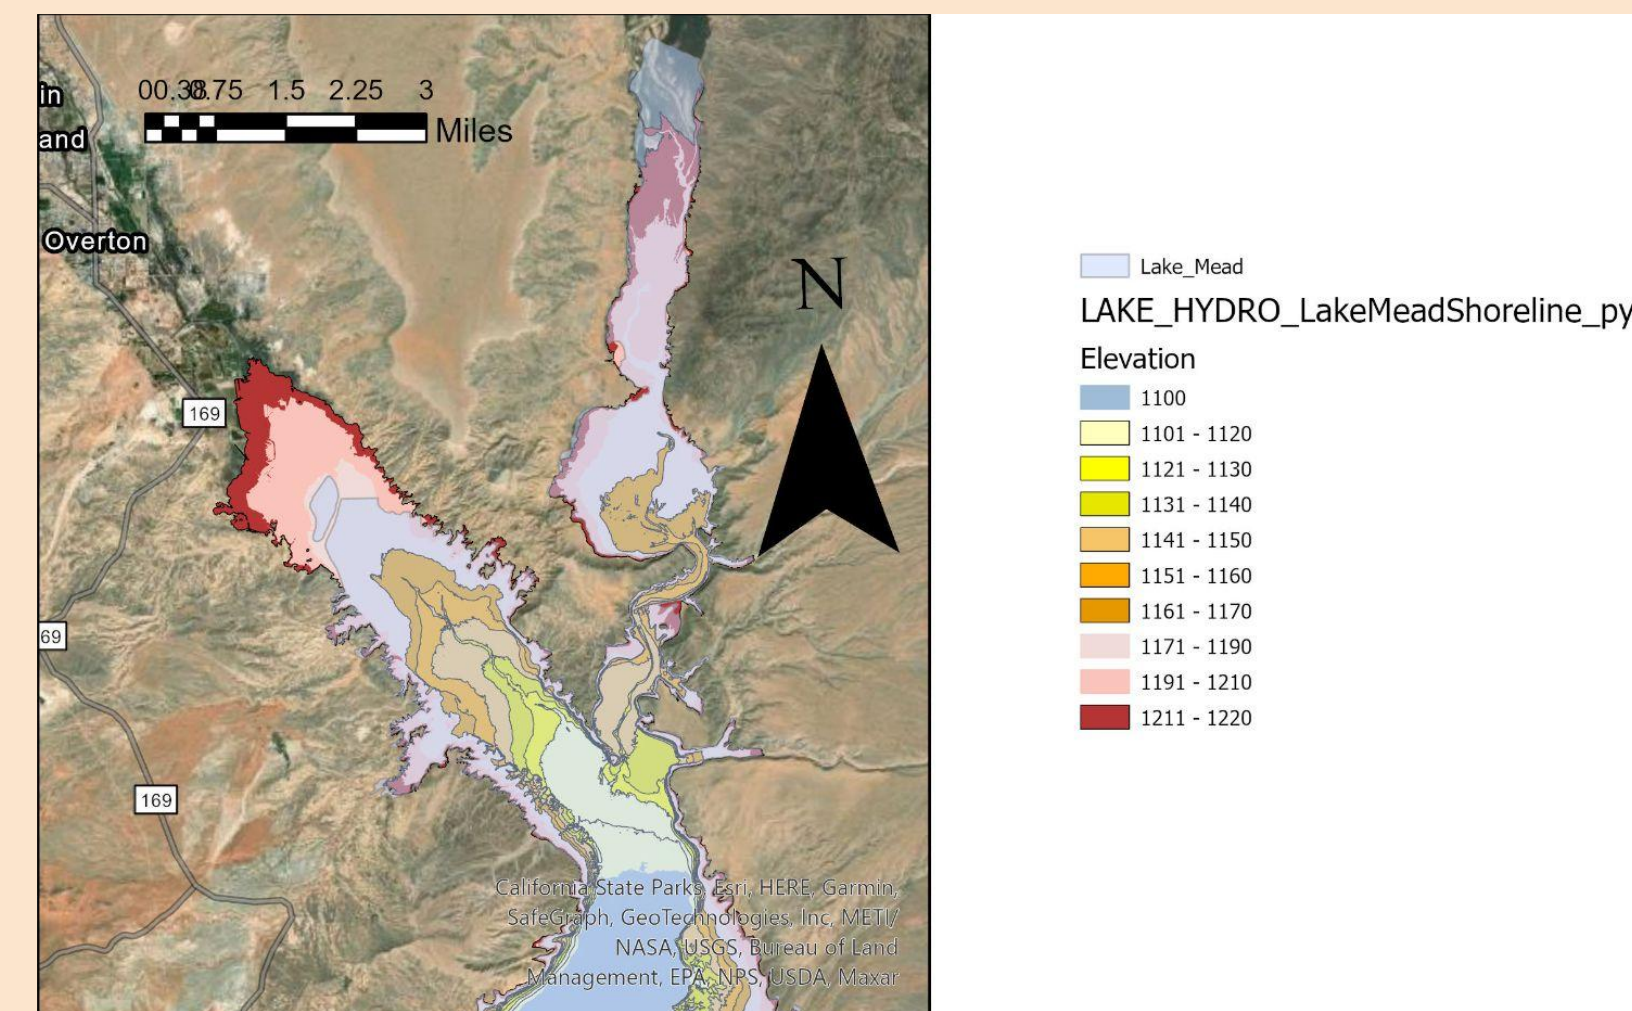 in
and
00.380.75 1.5 2.25 3
Miles
Overton
N
169
69
169
California State Parks, Esri, HERE, Garmin,
SafeGraph, GeoTechnologies, Inc, METI/
NASA, USGS, Bureau of Land
Management, EPA, NPS, USDA, Maxar
Lake_Mead
LAKE_HYDRO_LakeMeadShoreline_py
Elevation
1100
1101 - 1120
1121 - 1130
1131 - 1140
1141 - 1150
1151 - 1160
1161 - 1170
1171 - 1190
1191 - 1210
1211 - 1220